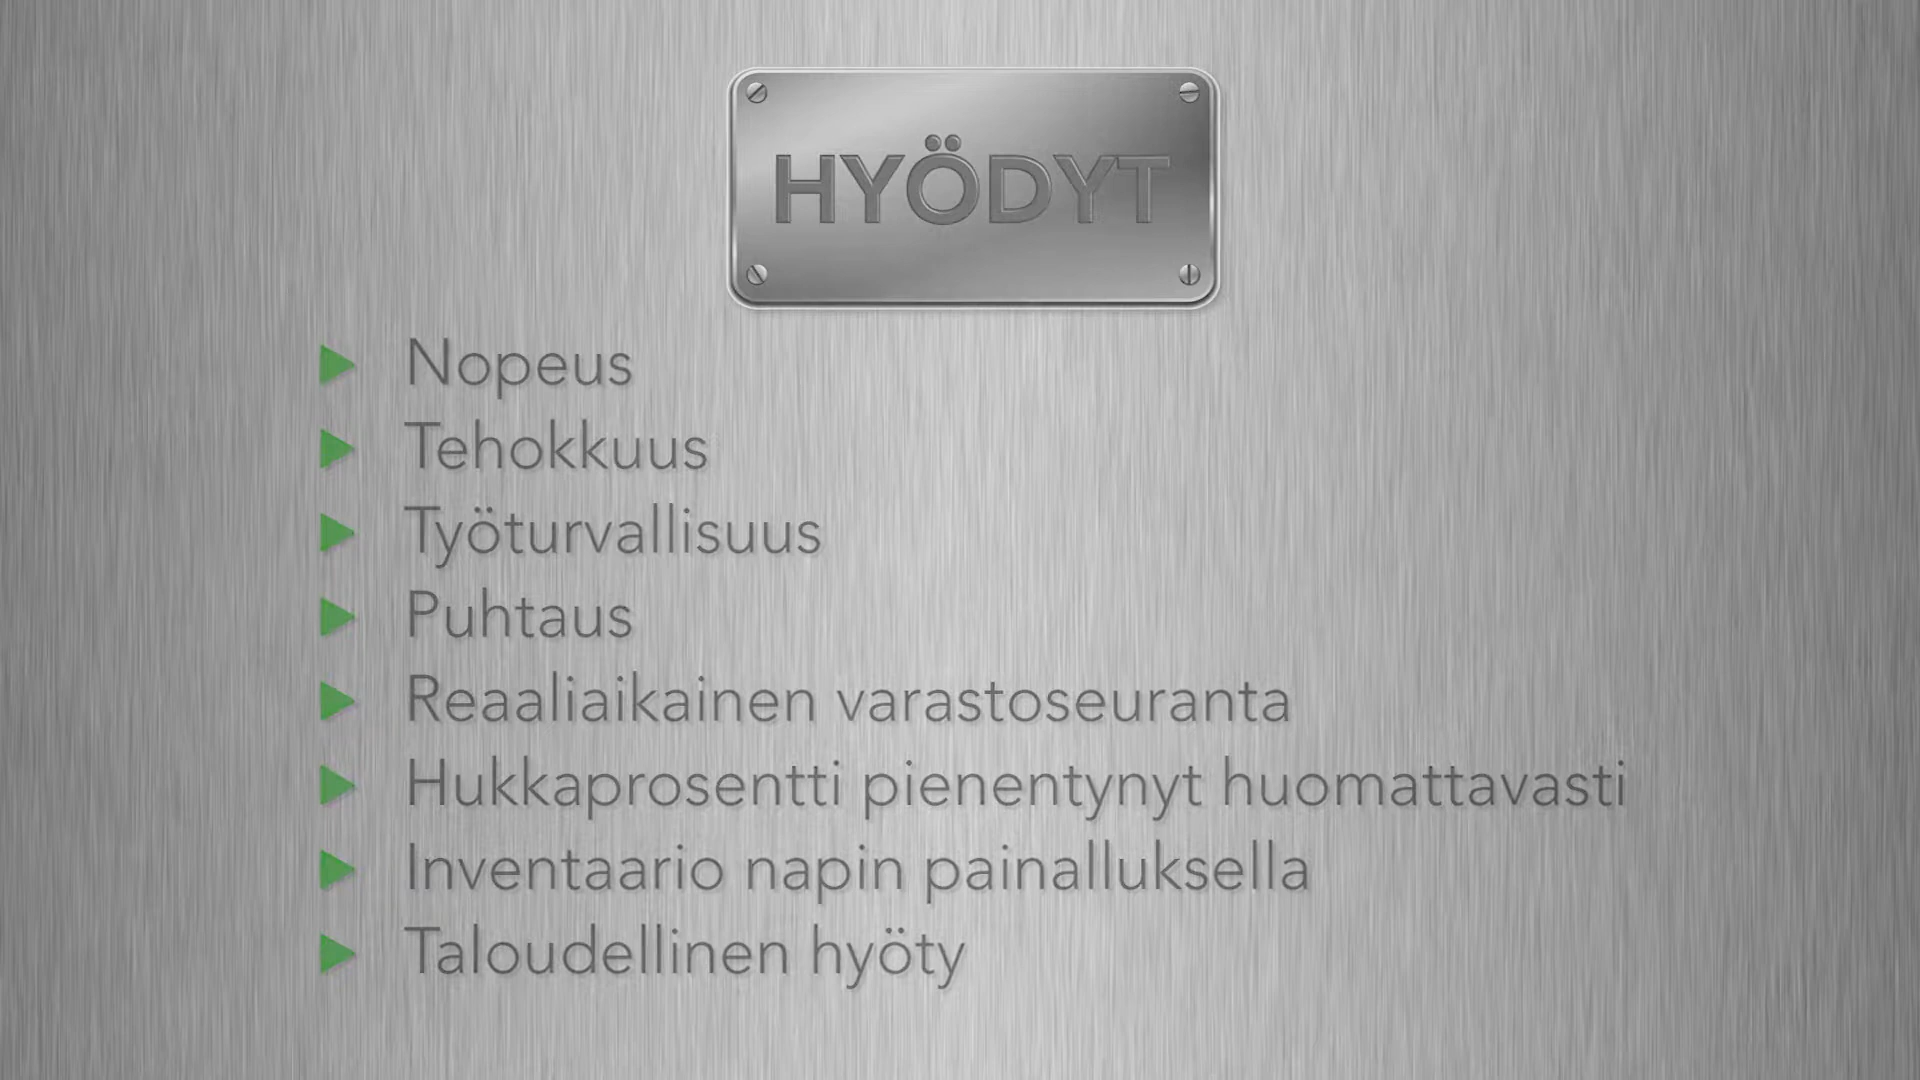 HYÖDYT
Nopeus
Tehokkuus
Työturvallisuus
Puhtaus
Reaaliaikainen varastoseuranta
Hukkaprosentti pienentynyt huomattavasti
Inventaario napin painalluksella
Taloudellinen hyöty